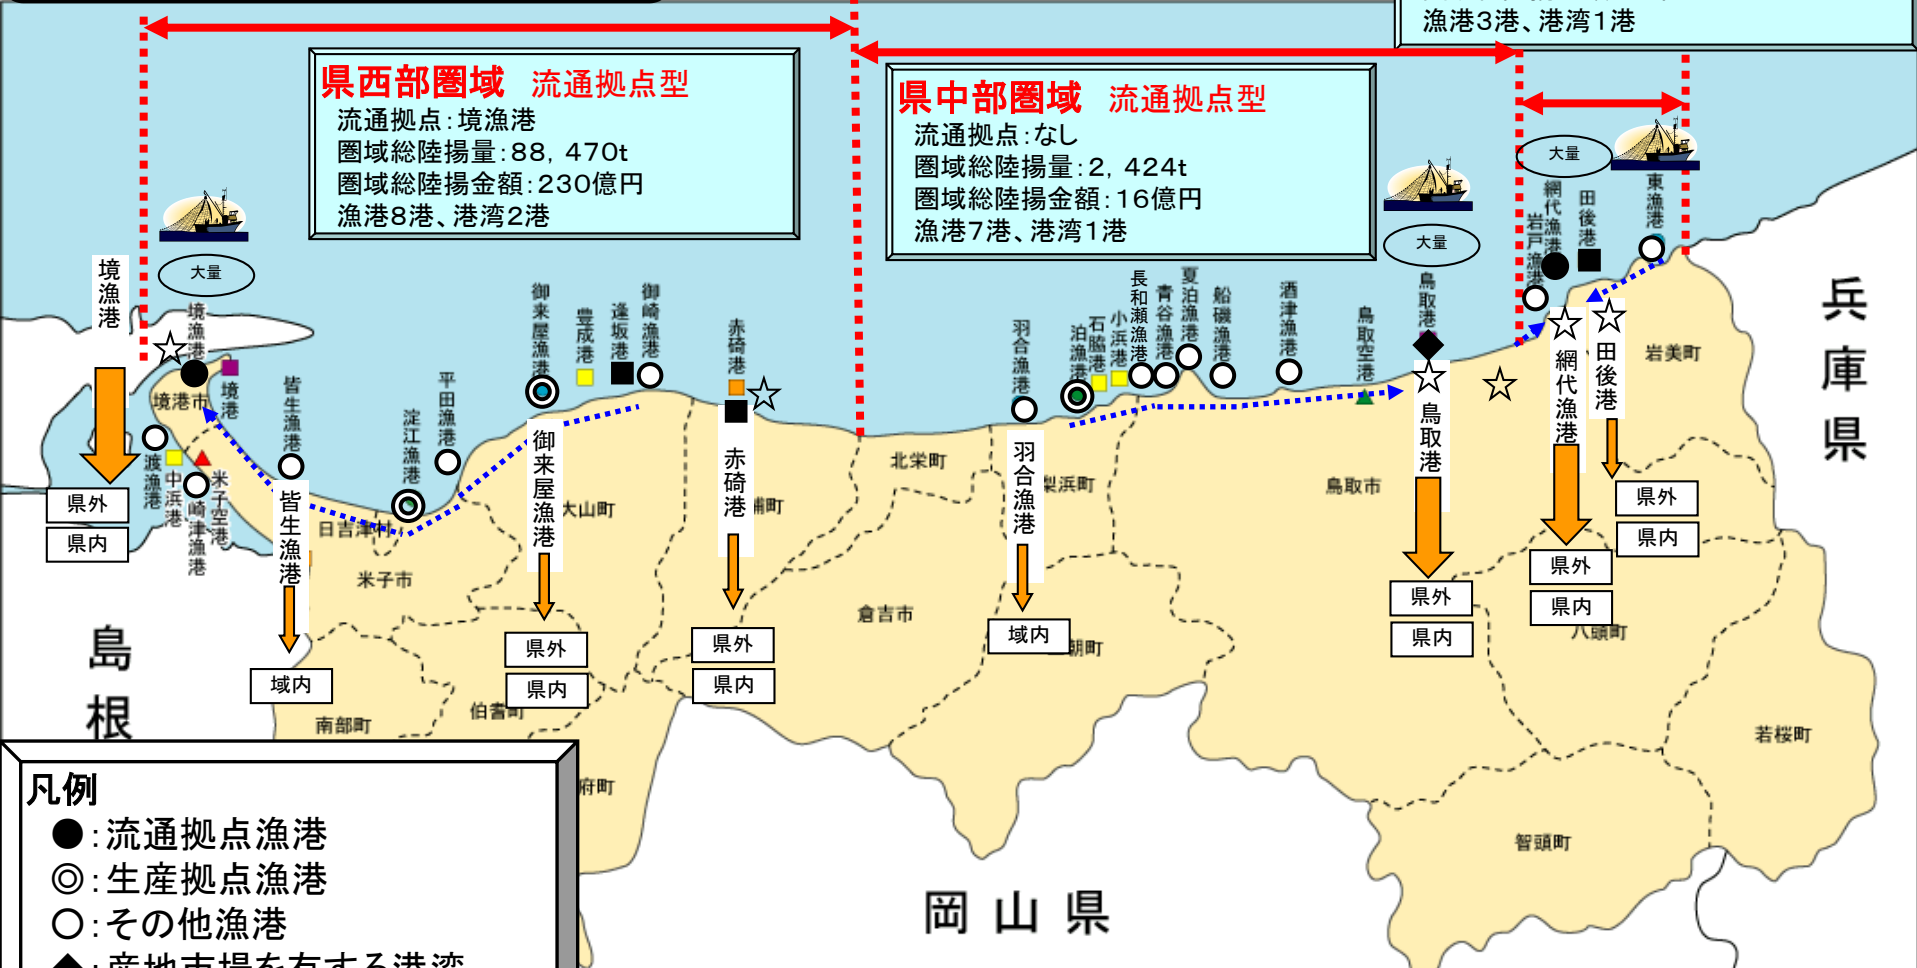 漁港3港、港湾1港
県西部圏域　流通拠点型
流通拠点：境漁港
圏域総陸揚量：88，470t
圏域総陸揚金額：230億円
漁港8港、港湾2港
県中部圏域　流通拠点型
流通拠点：なし
圏域総陸揚量：2，424t
圏域総陸揚金額：16億円
漁港7港、港湾1港
大量
大量
大量
境漁港
境漁港
境港
境港市
渡漁港
中浜港
崎津漁港
米子空港
皆生漁港
淀江漁港
平田漁港
御来屋漁港
豊成港
逢坂港
御崎漁港
赤碕港
羽合漁港
泊漁港
石脇港
小浜港
長和瀬漁港
青谷漁港
夏泊漁港
船磯漁港
酒津漁港
鳥取空港
鳥取港
岩戸漁港
網代漁港
田後港
東漁港
皆生漁港
御来屋漁港
赤碕港
羽合漁港
鳥取港
網代漁港
田後港
県外
県内
域内
県外
県内
県外
県内
域内
県外
県内
県外
県内
県外
県内
日吉津村
米子市
大山町
浦町
北栄町
梨浜町
倉吉市
朝町
鳥取市
岩美町
八頭町
若桜町
智頭町
南部町
伯耆町
府町
島根
岡山県
兵庫県
凡例
●：流通拠点漁港
◎：生産拠点漁港
○：その他漁港
◆：産地市場を有する港湾